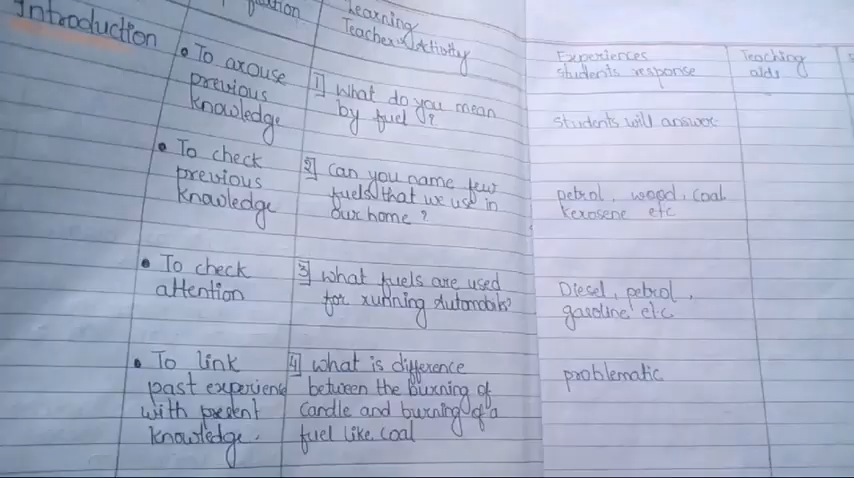 Introduction
Learning
Teacher's Activity
Experiences
students response
Teaching
aids
• To arouse
previous
knowledge
1] What do you mean
by fuel?
students will answer
• To check
previous
knowledge
2] Can you name few
fuels that we use in
our home?
petrol, wood, coal
kerosene etc
• To check
attention
3] What fuels are used
for running
Diesel, petrol,
gasoline etc
• To link
past experience
with present
knowledge.
4] what is difference
between the burning of
candle and burning of a
fuel like coal
problematic